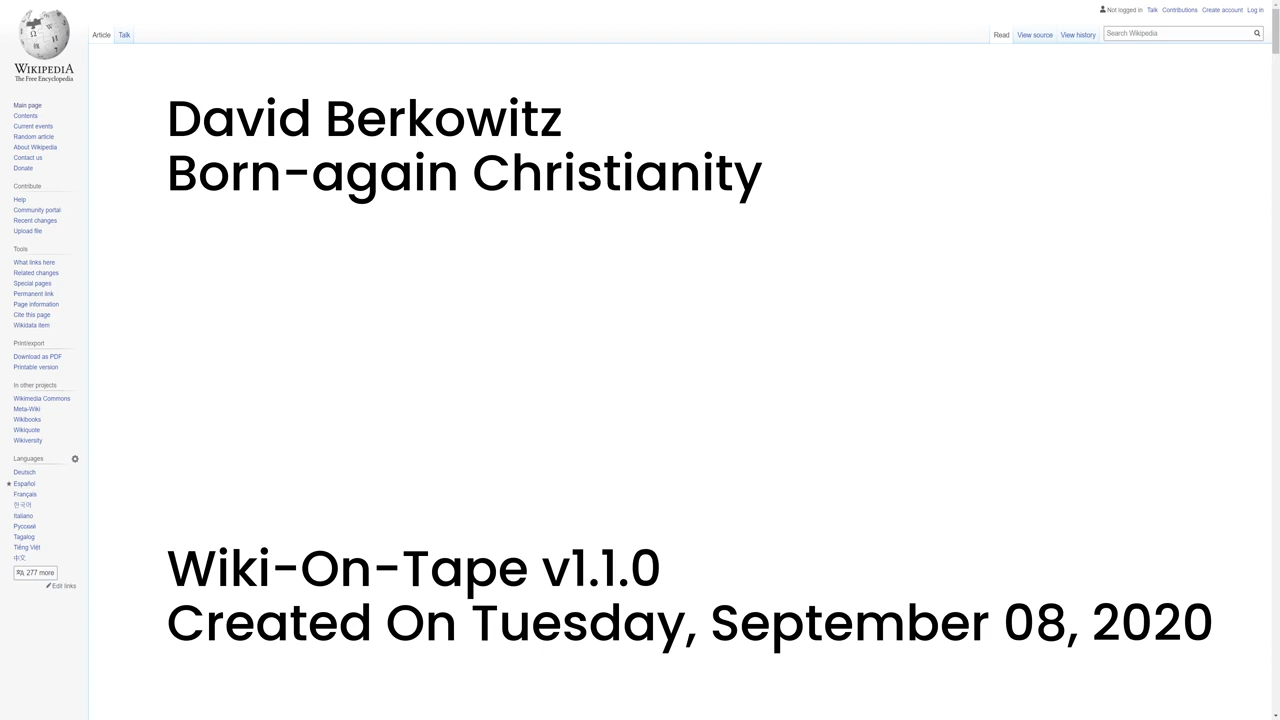 Not logged in Talk Contributions Create account Log in
Article Talk Read View source View history Search Wikipedia
WIKIPEDIA
The Free Encyclopedia
Main page
Contents
Current events
Random article
About Wikipedia
Contact us
Donate
Contribute
Help
Community portal
Recent changes
Upload file
Tools
What links here
Related changes
Special pages
Permanent link
Page information
Cite this page
Wikidata item
Print/export
Download as PDF
Printable version
In other projects
Wikimedia Commons
Meta-Wiki
Wikibooks
Wikiquote
Wikiversity
Languages
Deutsch
Español
Français
한국어
Italiano
Русский
Tagalog
Tiếng Việt
中文
277 more
Edit links
David Berkowitz
Born-again Christianity
Wiki-On-Tape v1.1.0
Created On Tuesday, September 08, 2020